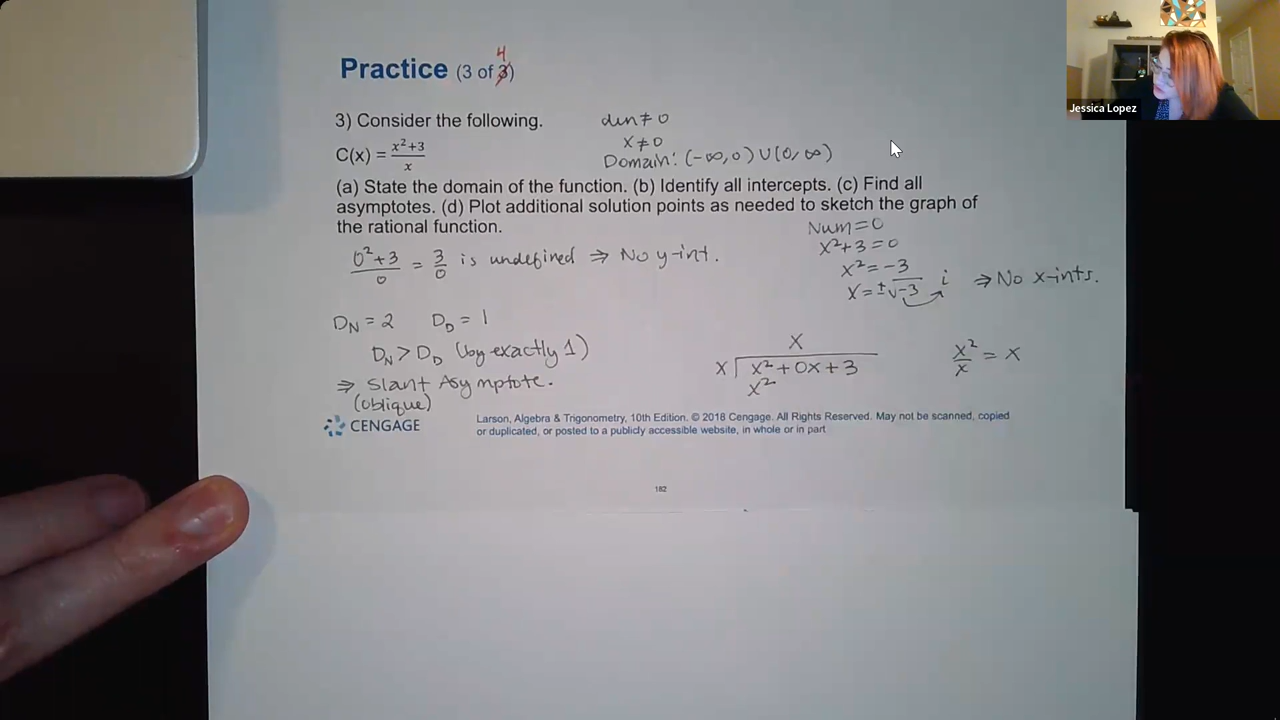 Practice (3 of 3) 4
Jessica Lopez
3) Consider the following.
den ≠ 0
x ≠ 0
C(x) = x²+3/x
Domain: (-∞, 0) ∪ (0, ∞)
(a) State the domain of the function. (b) Identify all intercepts. (c) Find all
asymptotes. (d) Plot additional solution points as needed to sketch the graph of
the rational function.
Num = 0
x²+3 = 0
x² = -3
x = ±√-3 i ⇒ No x-ints.
0²+3/0 = 3/0 is undefined ⇒ No y-int.
D_N = 2 D_D = 1
D_N > D_D (by exactly 1)
⇒ Slant Asymptote.
(oblique)
x
x | x² + 0x + 3
x²
x²/x = x
CENGAGE
Larson, Algebra & Trigonometry, 10th Edition. © 2018 Cengage. All Rights Reserved. May not be scanned, copied
or duplicated, or posted to a publicly accessible website, in whole or in part
182